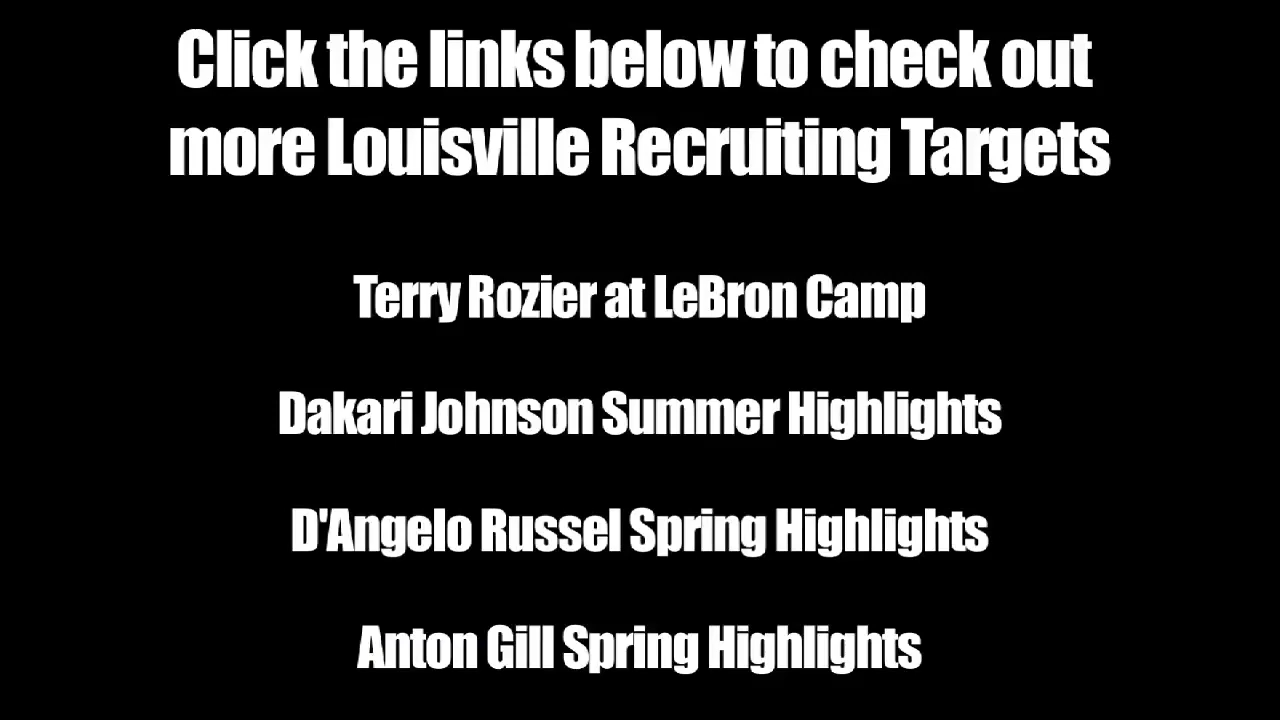 Click the links below to check out
more Louisville Recruiting Targets
Terry Rozier at LeBron Camp
Dakari Johnson Summer Highlights
D'Angelo Russel Spring Highlights
Anton Gill Spring Highlights